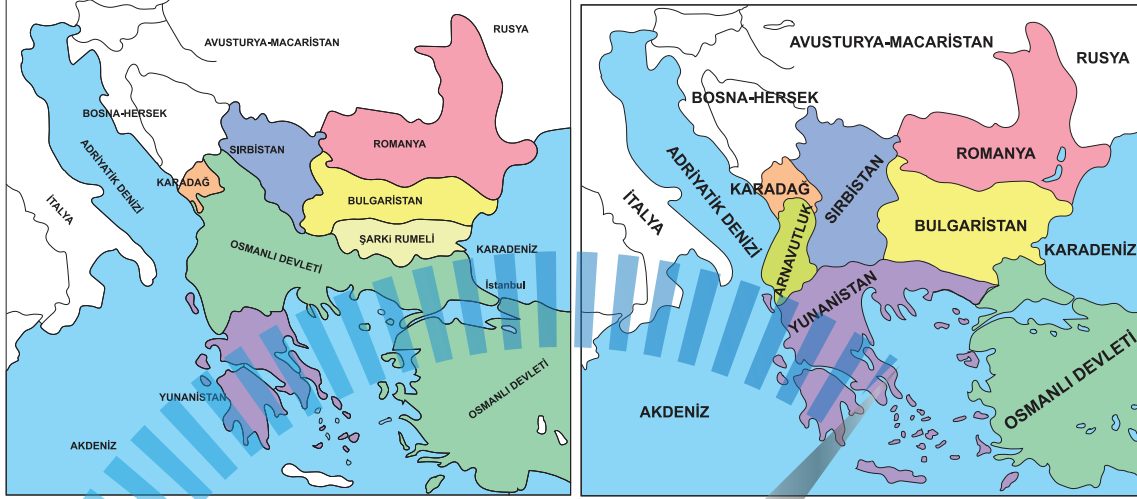 AVUSTURYA-MACARİSTAN
RUSYA
BOSNA-HERSEK
SIRBİSTAN
ROMANYA
ADRİYATİK DENİZİ
KARADAĞ
İTALYA
BULGARİSTAN
ŞARKi RUMELİ
OSMANLI DEVLETİ
KARADENİZ
İstanbul
YUNANİSTAN
OSMANLI DEVLETİ
AKDENİZ
AVUSTURYA-MACARİSTAN
RUSYA
BOSNA-HERSEK
ROMANYA
ADRİYATİK DENİZİ
KARADAĞ
SIRBİSTAN
İTALYA
ARNAVUTLUK
BULGARİSTAN
KARADENİZ
YUNANİSTAN
OSMANLI DEVLETİ
AKDENİZ